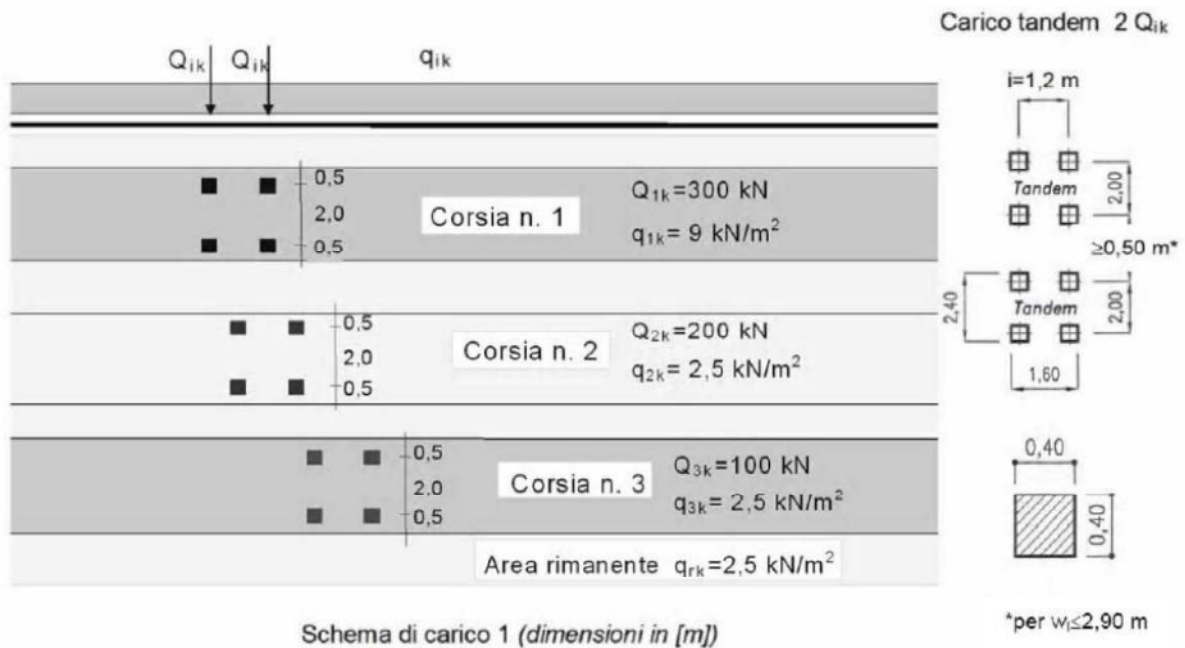 Carico tandem 2 Qik
Qik Qik qik
i=1,2 m
0,5
2,0
0,5
Corsia n. 1
Q1k=300 kN
q1k= 9 kN/m²
Tandem
2,00
≥0,50 m*
0,5
2.0
0,5
Corsia n. 2
Q2k=200 kN
q2k= 2,5 kN/m²
2,40
Tandem
2,00
1,60
0,5
2.0
0,5
Corsia n. 3
Q3k=100 kN
q3k= 2,5 kN/m²
0,40
0,40
Area rimanente qrk=2,5 kN/m²
Schema di carico 1 (dimensioni in [m])
*per wl≤2,90 m